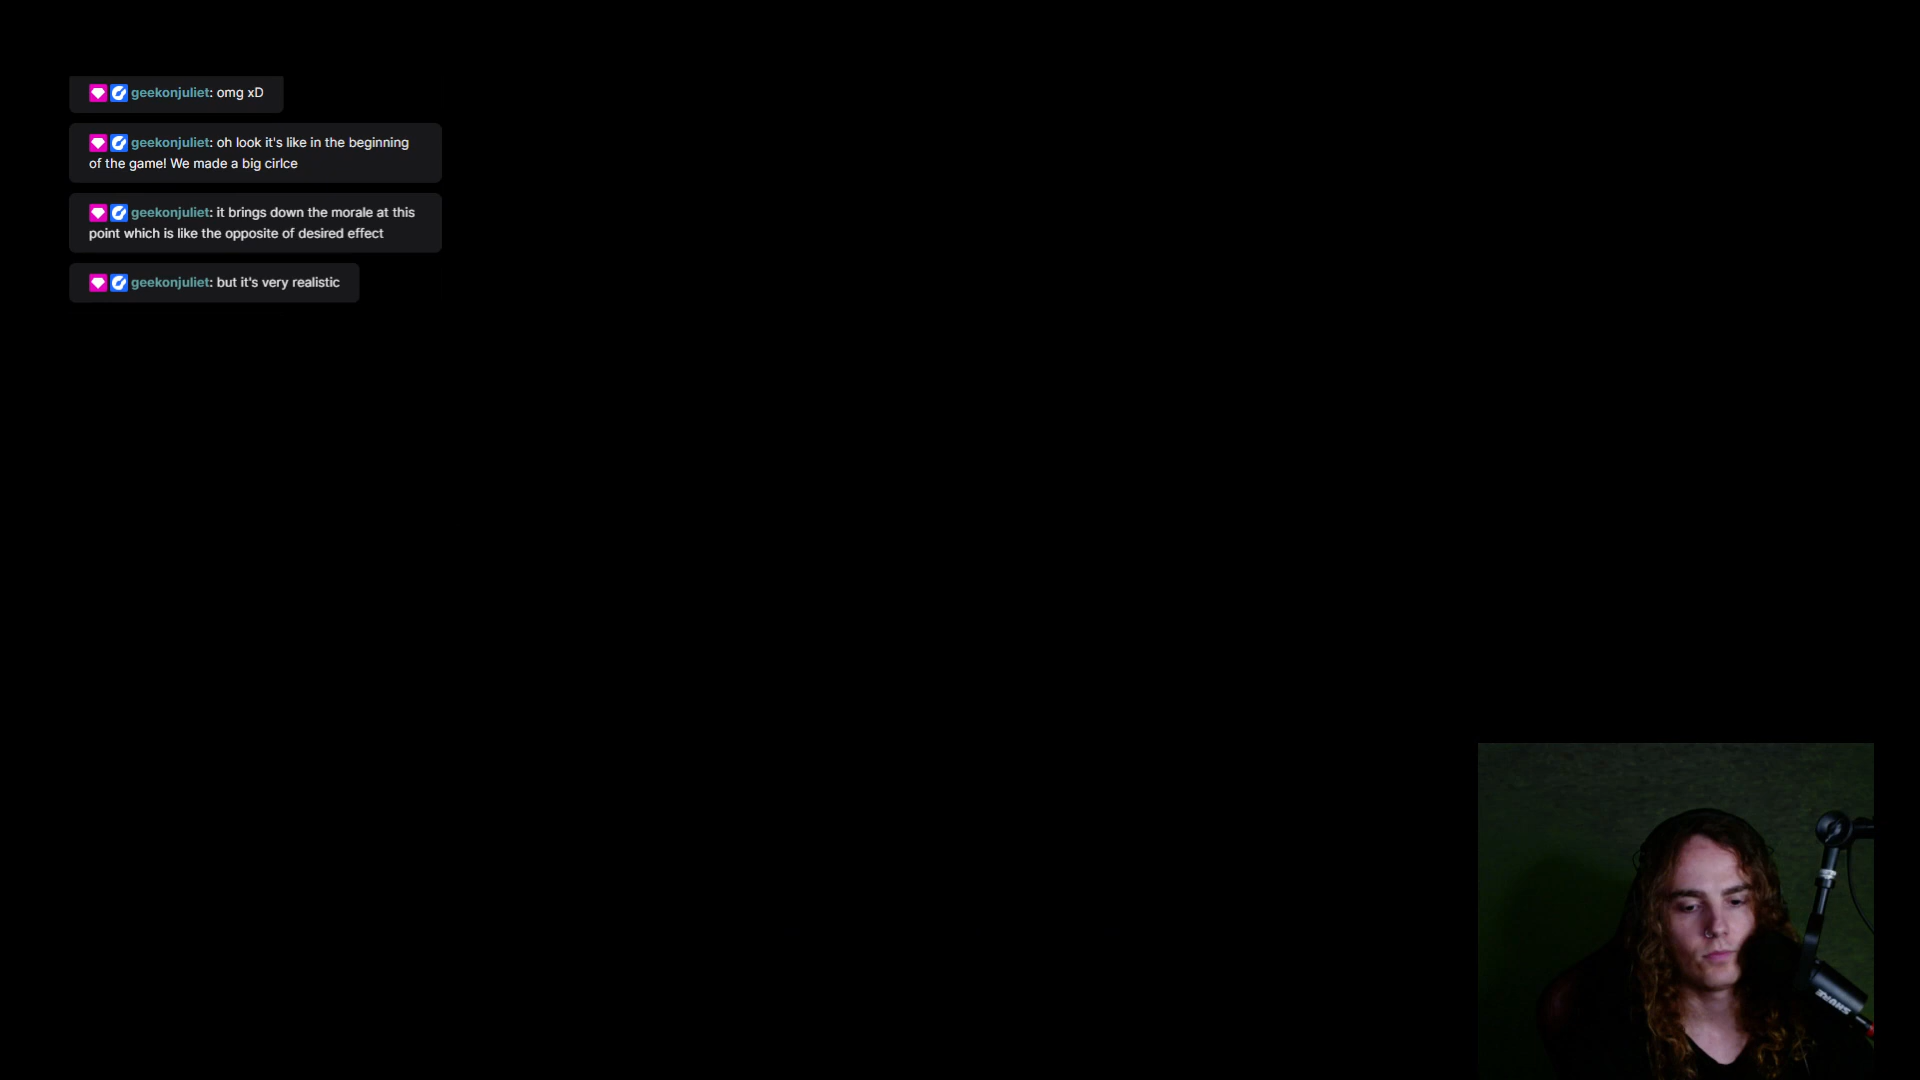 geekonjuliet: omg xD
geekonjuliet: oh look it's like in the beginning
of the game! We made a big cirlce
geekonjuliet: it brings down the morale at this
point which is like the opposite of desired effect
geekonjuliet: but it's very realistic
SHURE